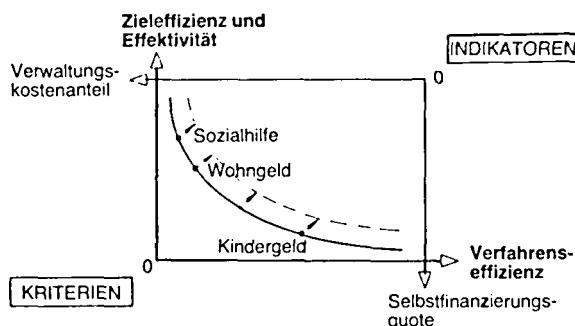 Zieleffizienz und
Effektivität
INDIKATOREN
Verwaltungs-
kostenanteil
0
Sozialhilfe
Wohngeld
Kindergeld
0
Verfahrens-
effizienz
KRITERIEN
Selbstfinanzierungs-
quote